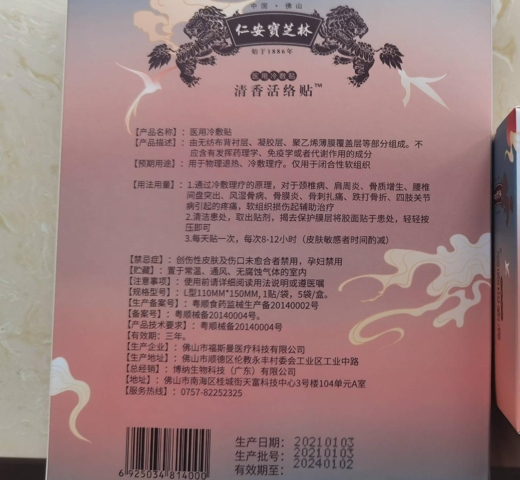 中国·佛山
仁安寳芝林
始于1886年
医用冷敷贴
清香活络贴™
【产品名称】：医用冷敷贴
【产品描述】：由无纺布背衬层、凝胶层、聚乙烯薄膜覆盖层等部分组成。不
应含有发挥药理学、免疫学或者代谢作用的成分
【预期用途】：用于物理退热、冷敷理疗。仅用于闭合性软组织
【用法用量】：1.通过冷敷理疗的原理，对于颈椎病、肩周炎、骨质增生、腰椎
间盘突出、风湿骨病、骨膜炎、骨刺扎痛、跌打骨折、四肢关节
病引起的疼痛，软组织损伤起辅助治疗
2.清洁患处，取出贴剂，揭去保护膜层将胶面贴于患处，轻轻按
压即可
3.每天贴一次，每次8-12小时（皮肤敏感者时间酌减）
【禁忌症】：创伤性皮肤及伤口未愈合者禁用，孕妇禁用
【贮藏】：置于常温、通风、无腐蚀气体的室内
【注意事项】：使用前请详细阅读使用法说明或遵医嘱
【规格型号】：L型110MM*150MM，1贴/袋，5袋/盒。
【生产备案号】：粤顺食药监械生产备20140002号
【备案号】：粤顺械备20140004号。
【产品技术要求】：粤顺械备20140004号
【有效期】：三年。
【生产企业】：佛山市福斯曼医疗科技有限公司
【生产地址】：佛山市顺德区伦教永丰村委会工业区工业中路
【总经销】：博纳生物科技（广东）有限公司
【地址】：佛山市南海区桂城街天富科技中心3号楼104单元A室
【服务热线】：0757-82252325
生产日期：20210103
生产批号：20210103
有效期至：20240102
6 925034 814000